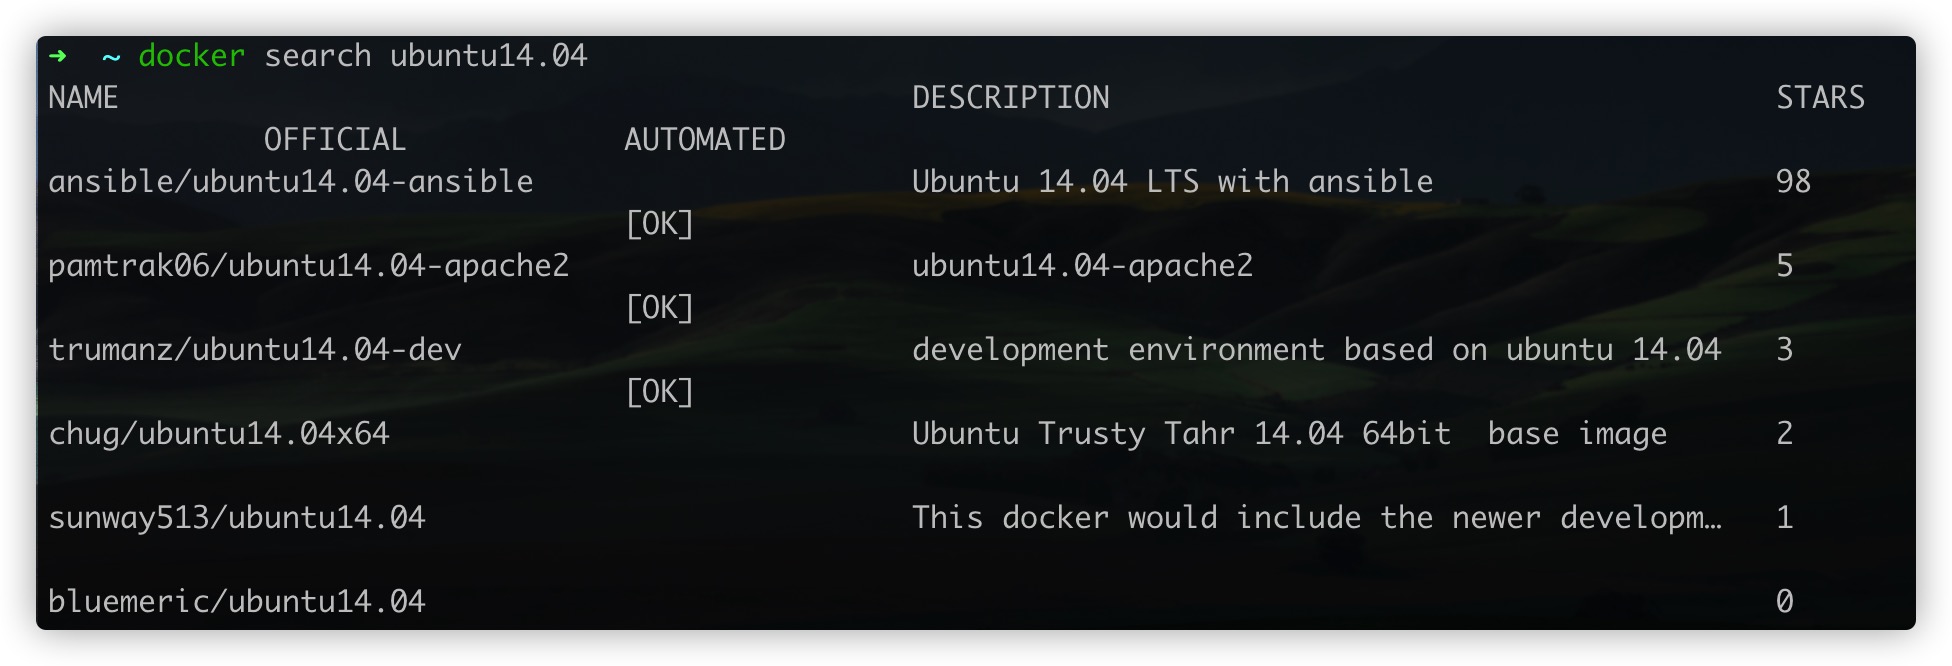 ➜ ~ docker search ubuntu14.04
NAME DESCRIPTION STARS
OFFICIAL AUTOMATED
ansible/ubuntu14.04-ansible Ubuntu 14.04 LTS with ansible 98
[OK]
pamtrak06/ubuntu14.04-apache2 ubuntu14.04-apache2 5
[OK]
trumanz/ubuntu14.04-dev development environment based on ubuntu 14.04 3
[OK]
chug/ubuntu14.04x64 Ubuntu Trusty Tahr 14.04 64bit  base image 2
sunway513/ubuntu14.04 This docker would include the newer developm… 1
bluemeric/ubuntu14.04 0